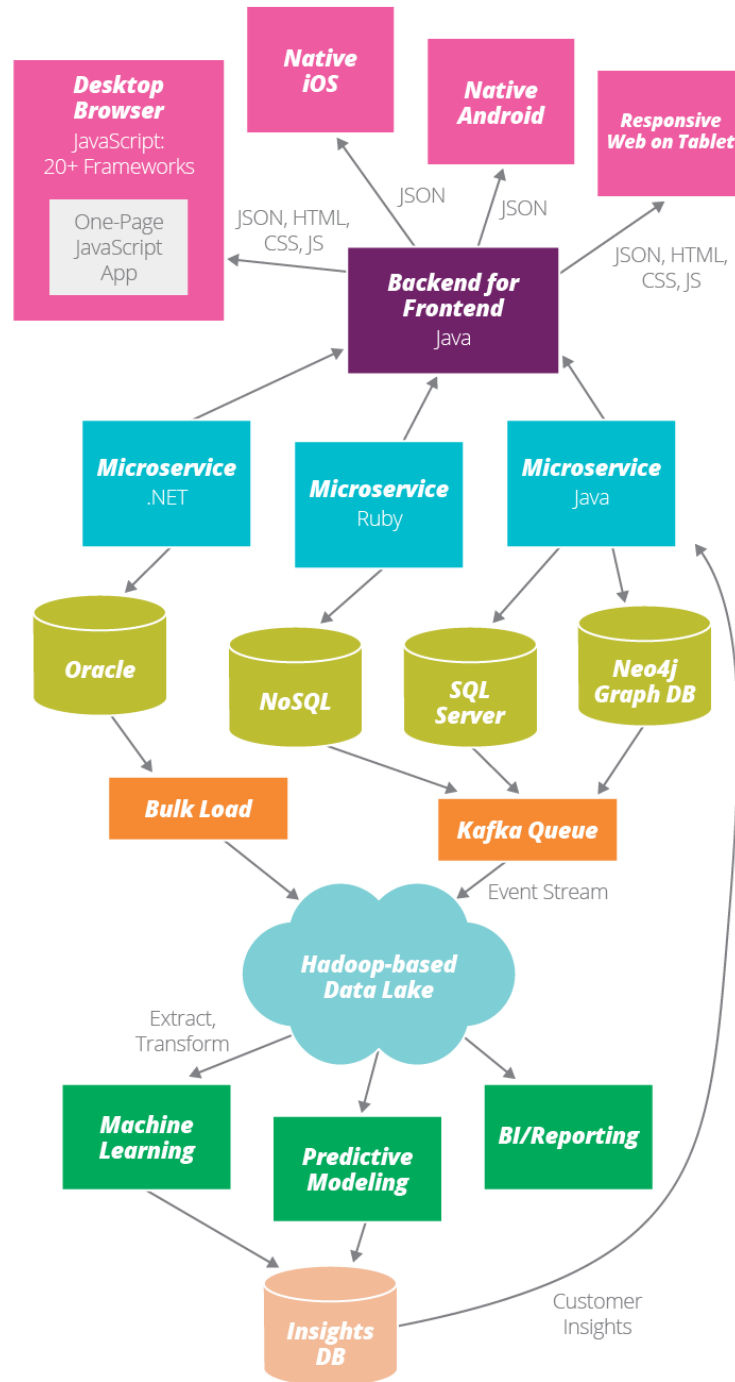 Desktop
Browser
JavaScript:
20+ Frameworks
One-Page
JavaScript
App
Native
iOS
Native
Android
Responsive
Web on Tablet
JSON, HTML,
CSS, JS
JSON
JSON
JSON, HTML,
CSS, JS
Backend for
Frontend
Java
Microservice
.NET
Microservice
Ruby
Microservice
Java
Oracle
NoSQL
SQL
Server
Neo4j
Graph DB
Bulk Load
Kafka Queue
Event Stream
Hadoop-based
Data Lake
Extract,
Transform
Machine
Learning
Predictive
Modeling
BI/Reporting
Insights
DB
Customer
Insights